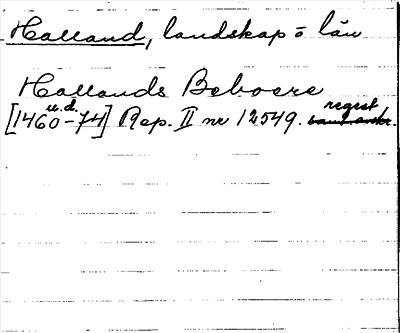 Halland, landskap o län
Hallands Beboere
u.d. regest
[1460-74] Rep. II nr 12549.